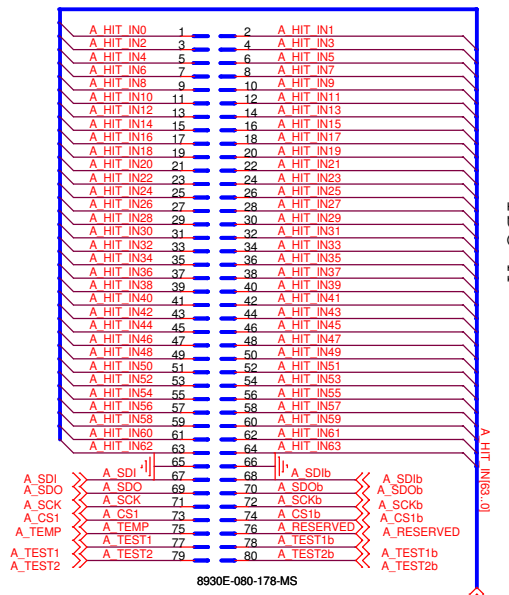 A_HIT_IN0 1 2 A_HIT_IN1
A_HIT_IN2 3 4 A_HIT_IN3
A_HIT_IN4 5 6 A_HIT_IN5
A_HIT_IN6 7 8 A_HIT_IN7
A_HIT_IN8 9 10 A_HIT_IN9
A_HIT_IN10 11 12 A_HIT_IN11
A_HIT_IN12 13 14 A_HIT_IN13
A_HIT_IN14 15 16 A_HIT_IN15
A_HIT_IN16 17 18 A_HIT_IN17
A_HIT_IN18 19 20 A_HIT_IN19
A_HIT_IN20 21 22 A_HIT_IN21
A_HIT_IN22 23 24 A_HIT_IN23
A_HIT_IN24 25 26 A_HIT_IN25
A_HIT_IN26 27 28 A_HIT_IN27
A_HIT_IN28 29 30 A_HIT_IN29
A_HIT_IN30 31 32 A_HIT_IN31
A_HIT_IN32 33 34 A_HIT_IN33
A_HIT_IN34 35 36 A_HIT_IN35
A_HIT_IN36 37 38 A_HIT_IN37
A_HIT_IN38 39 40 A_HIT_IN39
A_HIT_IN40 41 42 A_HIT_IN41
A_HIT_IN42 43 44 A_HIT_IN43
A_HIT_IN44 45 46 A_HIT_IN45
A_HIT_IN46 47 48 A_HIT_IN47
A_HIT_IN48 49 50 A_HIT_IN49
A_HIT_IN50 51 52 A_HIT_IN51
A_HIT_IN52 53 54 A_HIT_IN53
A_HIT_IN54 55 56 A_HIT_IN55
A_HIT_IN56 57 58 A_HIT_IN57
A_HIT_IN58 59 60 A_HIT_IN59
A_HIT_IN60 61 62 A_HIT_IN61
A_HIT_IN62 63 64 A_HIT_IN63
65 66
A_SDI A_SDI 67 68 A_SDIb A_SDIb
A_SDO A_SDO 69 70 A_SDOb A_SDOb
A_SCK A_SCK 71 72 A_SCKb A_SCKb
A_CS1 A_CS1 73 74 A_CS1b A_CS1b
A_TEMP A_TEMP 75 76 A_RESERVED A_RESERVED
A_TEST1 A_TEST1 77 78 A_TEST1b A_TEST1b
A_TEST2 A_TEST2 79 80 A_TEST2b A_TEST2b
8930E-080-178-MS
A_HIT_IN[63..0]